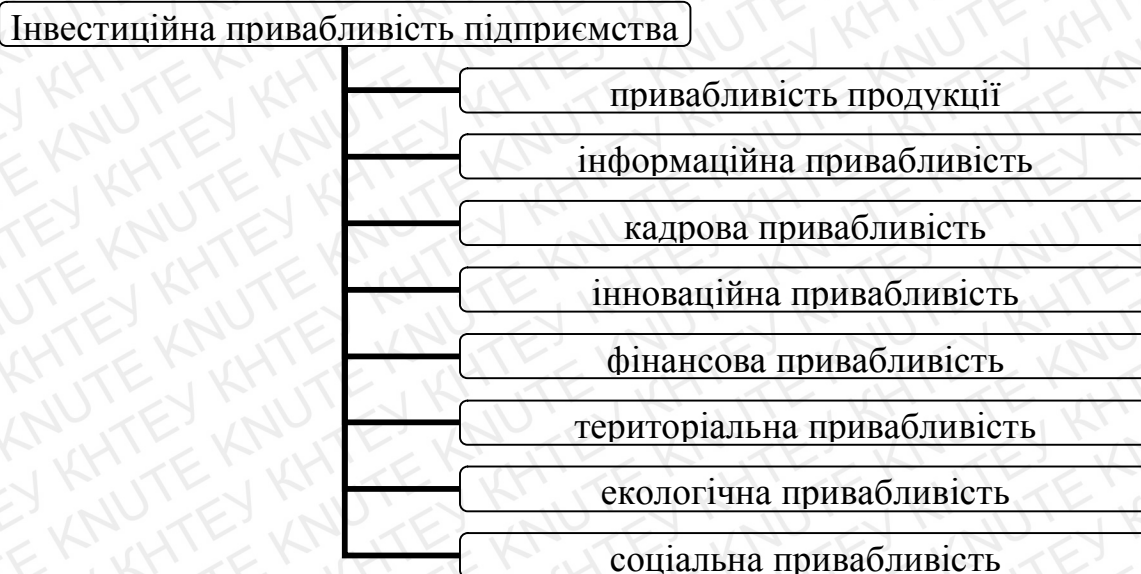 Інвестиційна привабливість підприємства
привабливість продукції
інформаційна привабливість
кадрова привабливість
інноваційна привабливість
фінансова привабливість
територіальна привабливість
екологічна привабливість
соціальна привабливість